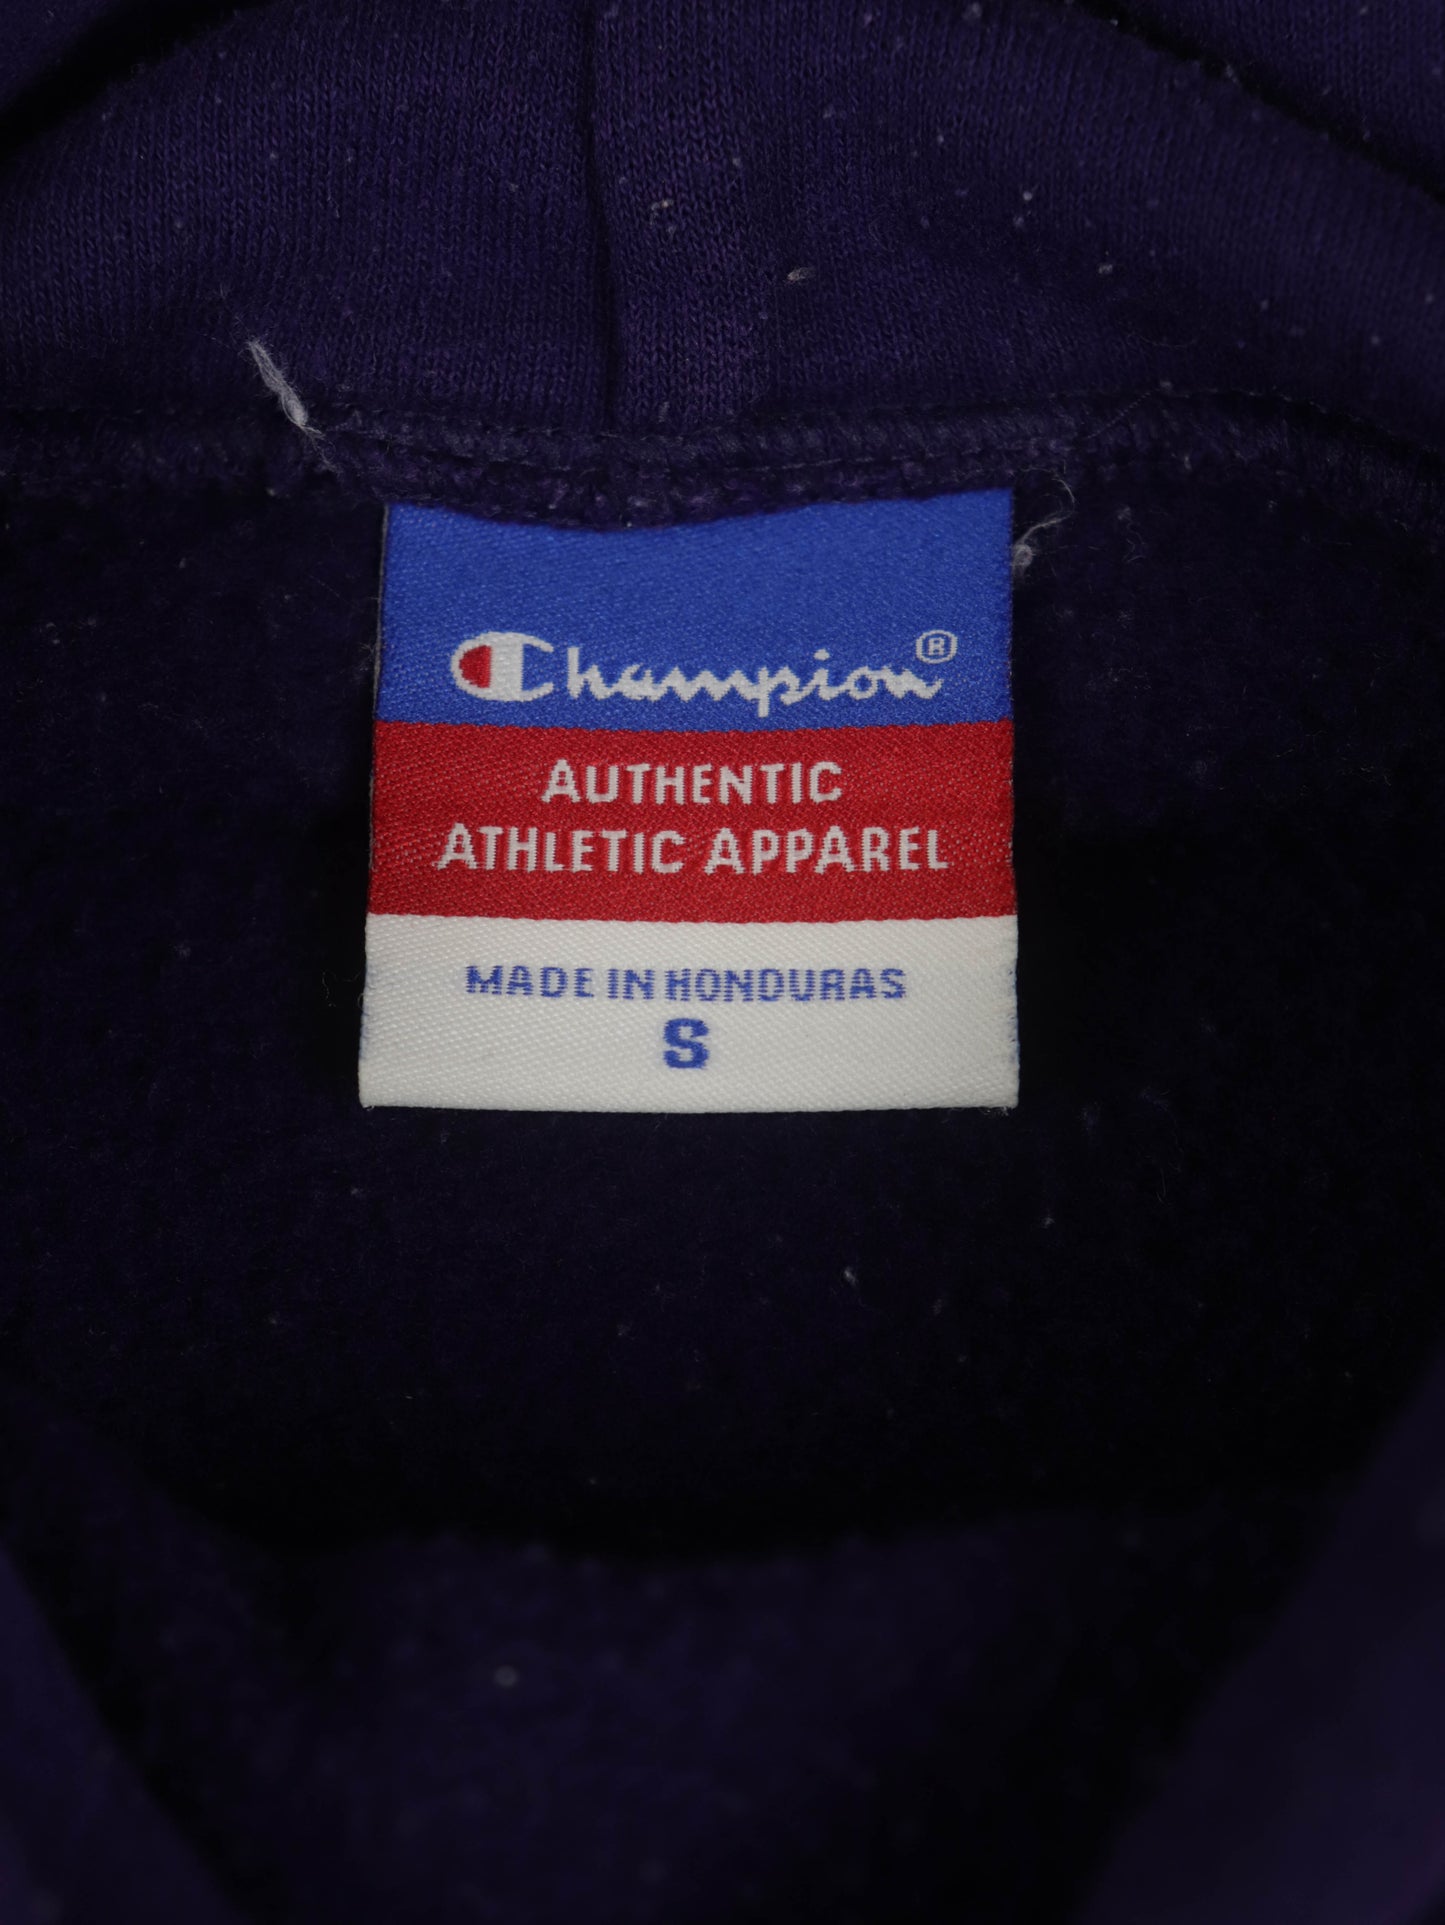 Champion®
AUTHENTIC
ATHLETIC APPAREL
MADE IN HONDURAS
S